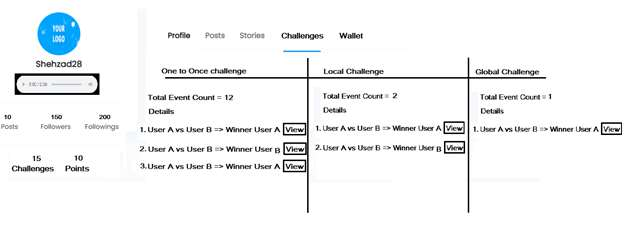 YOUR
LOGO
Shehzad28
10
Posts
150
Followers
200
Followings
15
Challenges
10
Points
Profile
Posts
Stories
Challenges
Wallet
One to Once challenge
Total Event Count = 12
Details
1. User A vs User B => Winner User A View
2. User A vs User B => Winner User B View
3. User A vs User B => Winner User A View
Local Challenge
Total Event Count = 2
Details
1. User A vs User B => Winner User A View
2. User A vs User B => Winner User B View
Global Challenge
Total Event Count = 1
Details
1. User A vs User B => Winner User A View